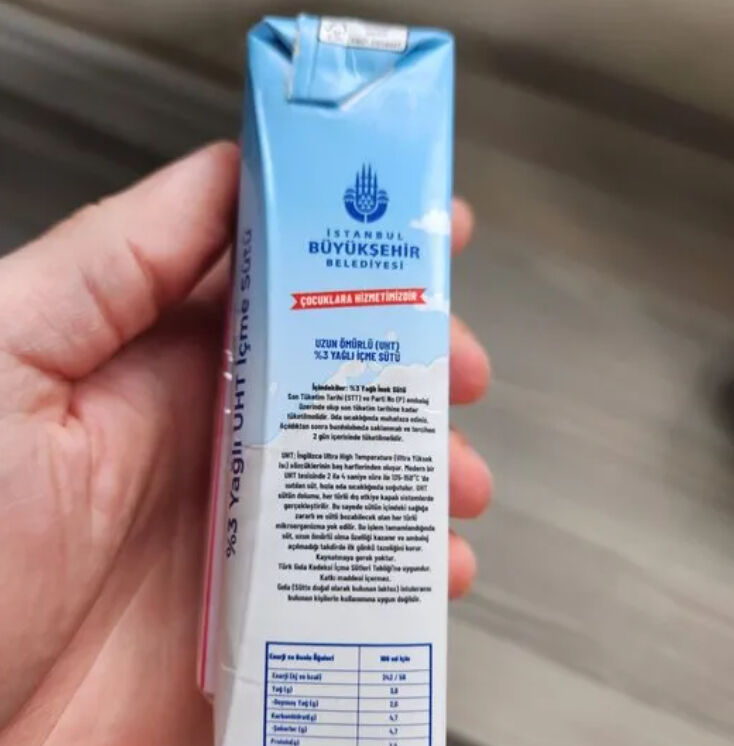 İSTANBUL
BÜYÜKŞEHİR
BELEDİYESİ
ÇOCUKLARA HİZMETİMİZDİR
UZUN ÖMÜRLÜ (UHT)
%3 YAĞLI İÇME SÜTÜ
%3 Yağlı UHT İçme Sütü
İçindekiler: %3 Yağlı İnek Sütü
Son Tüketim Tarihi (STT) ve Parti No (P) ambalaj
üzerinde olup son tüketim tarihine kadar
tüketilmelidir. Oda sıcaklığında muhafaza ediniz.
Açıldıktan sonra buzdolabında saklanmalı ve tercihen
2 gün içerisinde tüketilmelidir.
UHT: İngilizce Ultra High Temperature (Ultra Yüksek
Isı) sözcüklerinin baş harflerinden oluşur. Modern bir
UHT tesisinde 2 ila 4 saniye süre ile 135-150°C 'de
ısıtılan süt, hızla oda sıcaklığında soğutulur. UHT
sütün dolumu, her türlü dış etkiye kapalı sistemlerde
gerçekleştirilir. Bu sayede sütün içindeki sağlığa
zararlı ve sütü bozabilecek olan her türlü
mikroorganizma yok edilir. Bu işlem tamamlandığında
süt, uzun ömürlü olma özelliği kazanır ve ambalaj
açılmadığı takdirde ilk günkü tazeliğini korur.
Kaynatmaya gerek yoktur.
Türk Gıda Kodeksi İçme Sütleri Tebliği'ne uygundur.
Katkı maddesi içermez.
Gıda (Sütte doğal olarak bulunan laktoz) intoleransı
bulunan kişilerin kullanımına uygun değildir.
Enerji ve Besin Öğeleri 100 ml için
Enerji (kj ve kcal) 242 / 58
Yağ (g) 3,0
-Doymuş Yağ (g) 2,0
Karbonhidrat (g) 4,7
-Şekerler (g) 4,7
Protein (g)